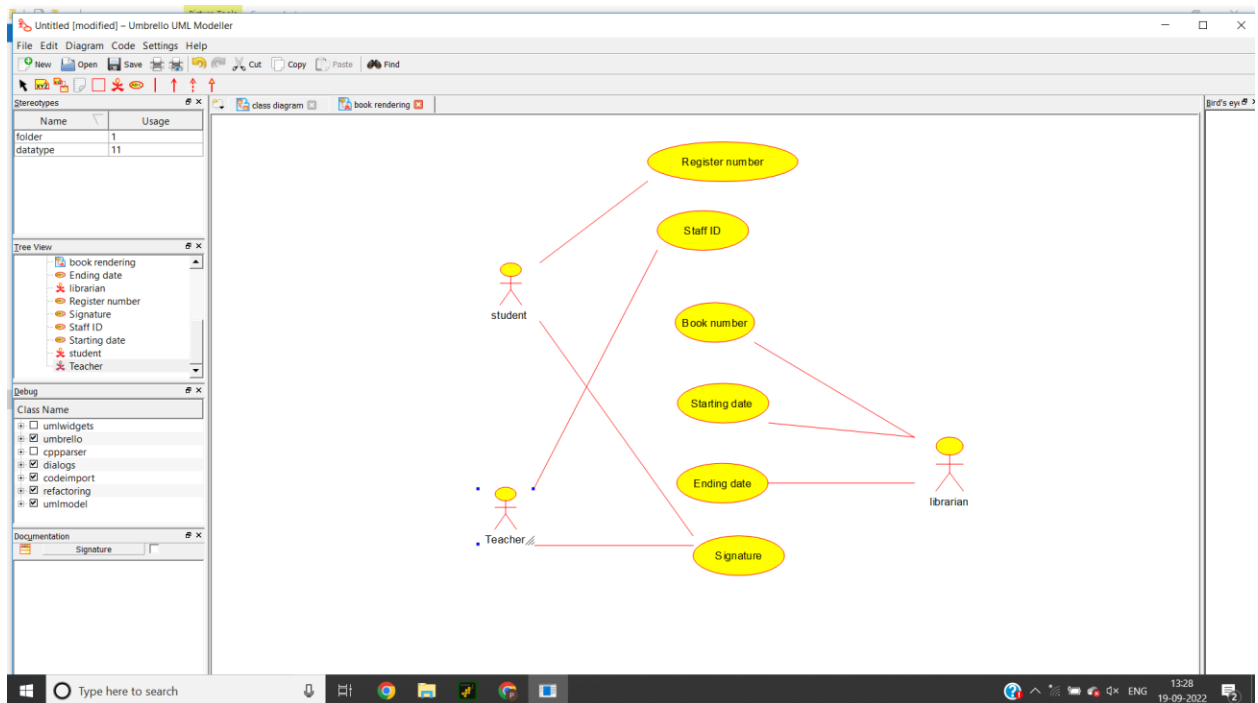 Untitled [modified] – Umbrello UML Modeller
File Edit Diagram Code Settings Help
New Open Save Cut Copy Paste Find
Stereotypes
Name Usage
folder 1
datatype 11
Tree View
book rendering
Ending date
librarian
Register number
Signature
Staff ID
Starting date
student
Teacher
Debug
Class Name
umlwidgets
umbrello
cppparser
dialogs
codeimport
refactoring
umlmodel
Documentation
Signature
class diagram
book rendering
Register number
Staff ID
student
Book number
Starting date
Ending date
librarian
Teacher
Signature
Bird's ey
Type here to search
ENG
13:28
19-09-2022
2